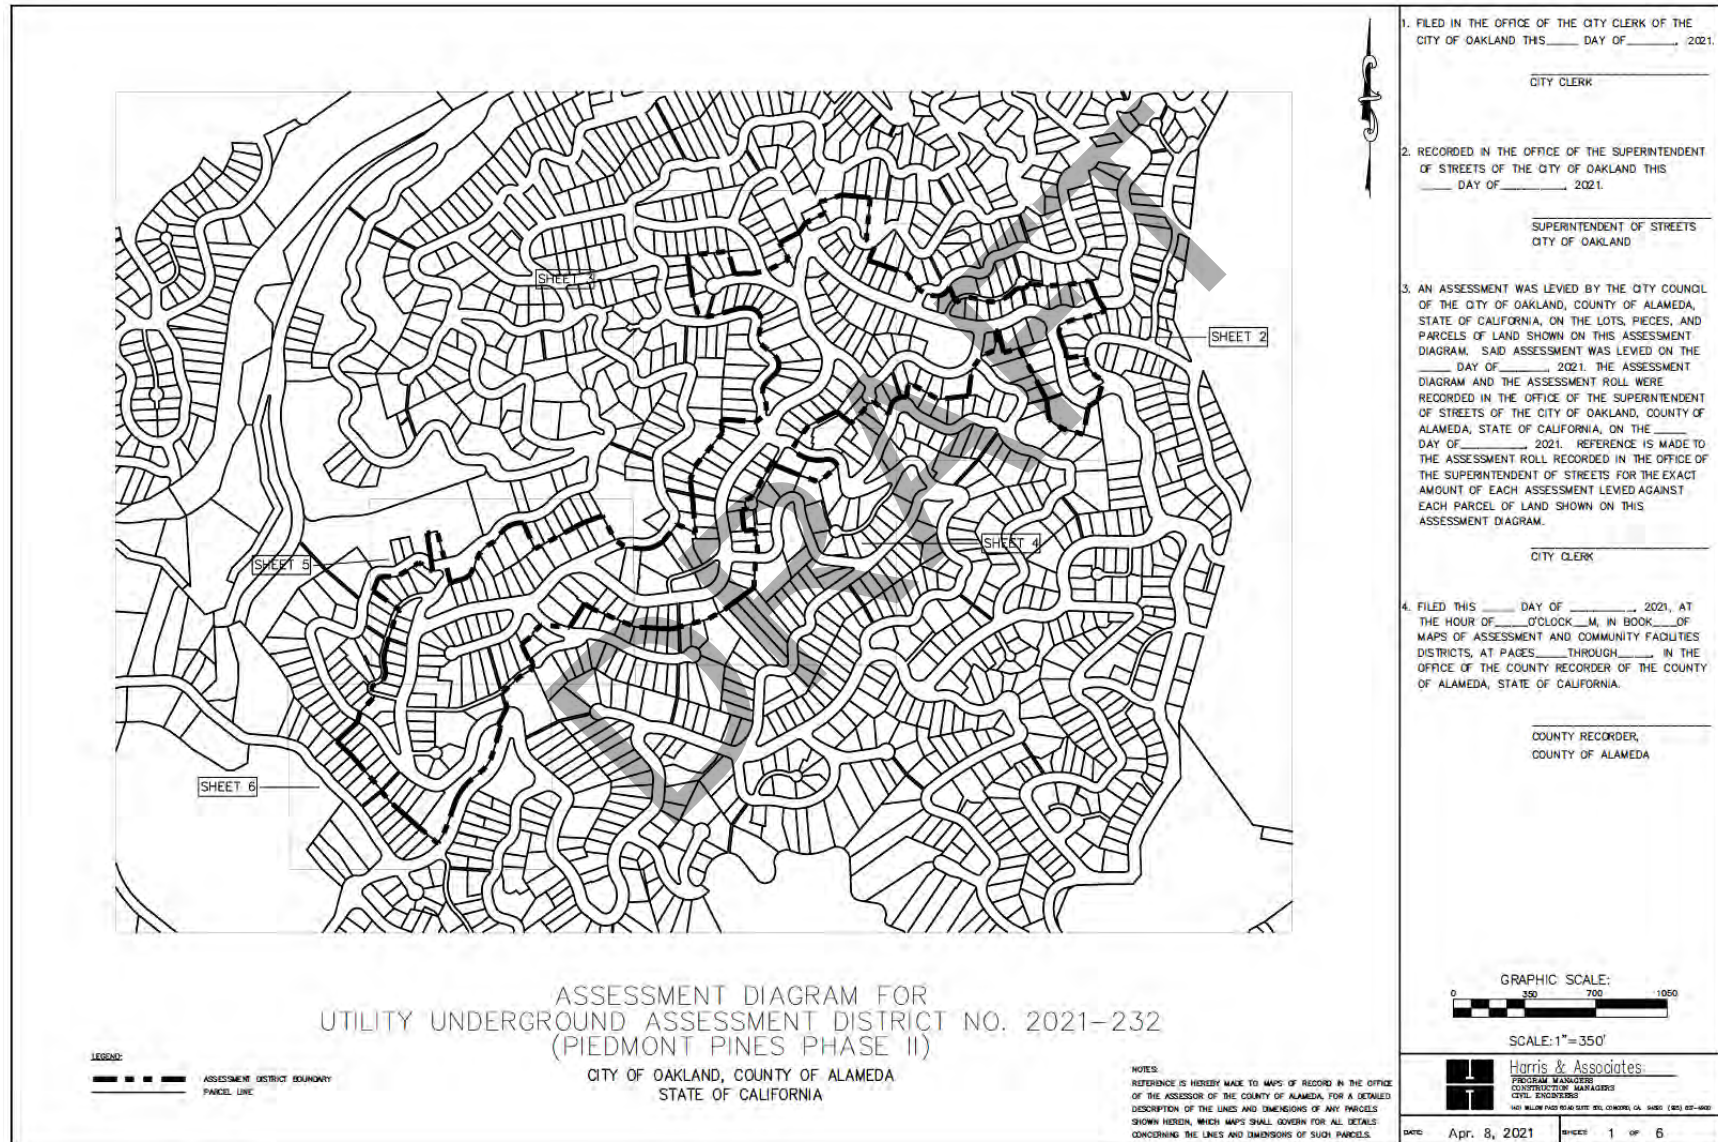 1. FILED IN THE OFFICE OF THE CITY CLERK OF THE
CITY OF OAKLAND THIS____ DAY OF______, 2021.
CITY CLERK
2. RECORDED IN THE OFFICE OF THE SUPERINTENDENT
OF STREETS OF THE CITY OF OAKLAND THIS
____ DAY OF________, 2021.
SUPERINTENDENT OF STREETS
CITY OF OAKLAND
3. AN ASSESSMENT WAS LEVIED BY THE CITY COUNCIL
OF THE CITY OF OAKLAND, COUNTY OF ALAMEDA,
STATE OF CALIFORNIA, ON THE LOTS, PIECES, AND
PARCELS OF LAND SHOWN ON THIS ASSESSMENT
DIAGRAM. SAID ASSESSMENT WAS LEVIED ON THE
____ DAY OF______, 2021. THE ASSESSMENT
DIAGRAM AND THE ASSESSMENT ROLL WERE
RECORDED IN THE OFFICE OF THE SUPERINTENDENT
OF STREETS OF THE CITY OF OAKLAND, COUNTY OF
ALAMEDA, STATE OF CALIFORNIA, ON THE ____
DAY OF________, 2021. REFERENCE IS MADE TO
THE ASSESSMENT ROLL RECORDED IN THE OFFICE OF
THE SUPERINTENDENT OF STREETS FOR THE EXACT
AMOUNT OF EACH ASSESSMENT LEVIED AGAINST
EACH PARCEL OF LAND SHOWN ON THIS
ASSESSMENT DIAGRAM.
CITY CLERK
4. FILED THIS ____ DAY OF ________, 2021, AT
THE HOUR OF____O'CLOCK__M, IN BOOK___OF
MAPS OF ASSESSMENT AND COMMUNITY FACILITIES
DISTRICTS, AT PAGES____THROUGH____, IN THE
OFFICE OF THE COUNTY RECORDER OF THE COUNTY
OF ALAMEDA, STATE OF CALIFORNIA.
COUNTY RECORDER,
COUNTY OF ALAMEDA
DRAFT
SHEET
SHEET 2
SHEET 4
SHEET 5
SHEET 6
ASSESSMENT DIAGRAM FOR
UTILITY UNDERGROUND ASSESSMENT DISTRICT NO. 2021-232
(PIEDMONT PINES PHASE II)
CITY OF OAKLAND, COUNTY OF ALAMEDA
STATE OF CALIFORNIA
LEGEND:
ASSESSMENT DISTRICT BOUNDARY
PARCEL LINE
NOTES:
REFERENCE IS HEREBY MADE TO MAPS OF RECORD IN THE OFFICE
OF THE ASSESSOR OF THE COUNTY OF ALAMEDA, FOR A DETAILED
DESCRIPTION OF THE LINES AND DIMENSIONS OF ANY PARCELS
SHOWN HEREIN, WHICH MAPS SHALL GOVERN FOR ALL DETAILS
CONCERNING THE LINES AND DIMENSIONS OF SUCH PARCELS.
GRAPHIC SCALE:
0 350 700 1050
SCALE: 1"=350'
Harris & Associates
PROGRAM MANAGERS
CONSTRUCTION MANAGERS
CIVIL ENGINEERS
DATE: Apr. 8, 2021 SHEET 1 OF 6